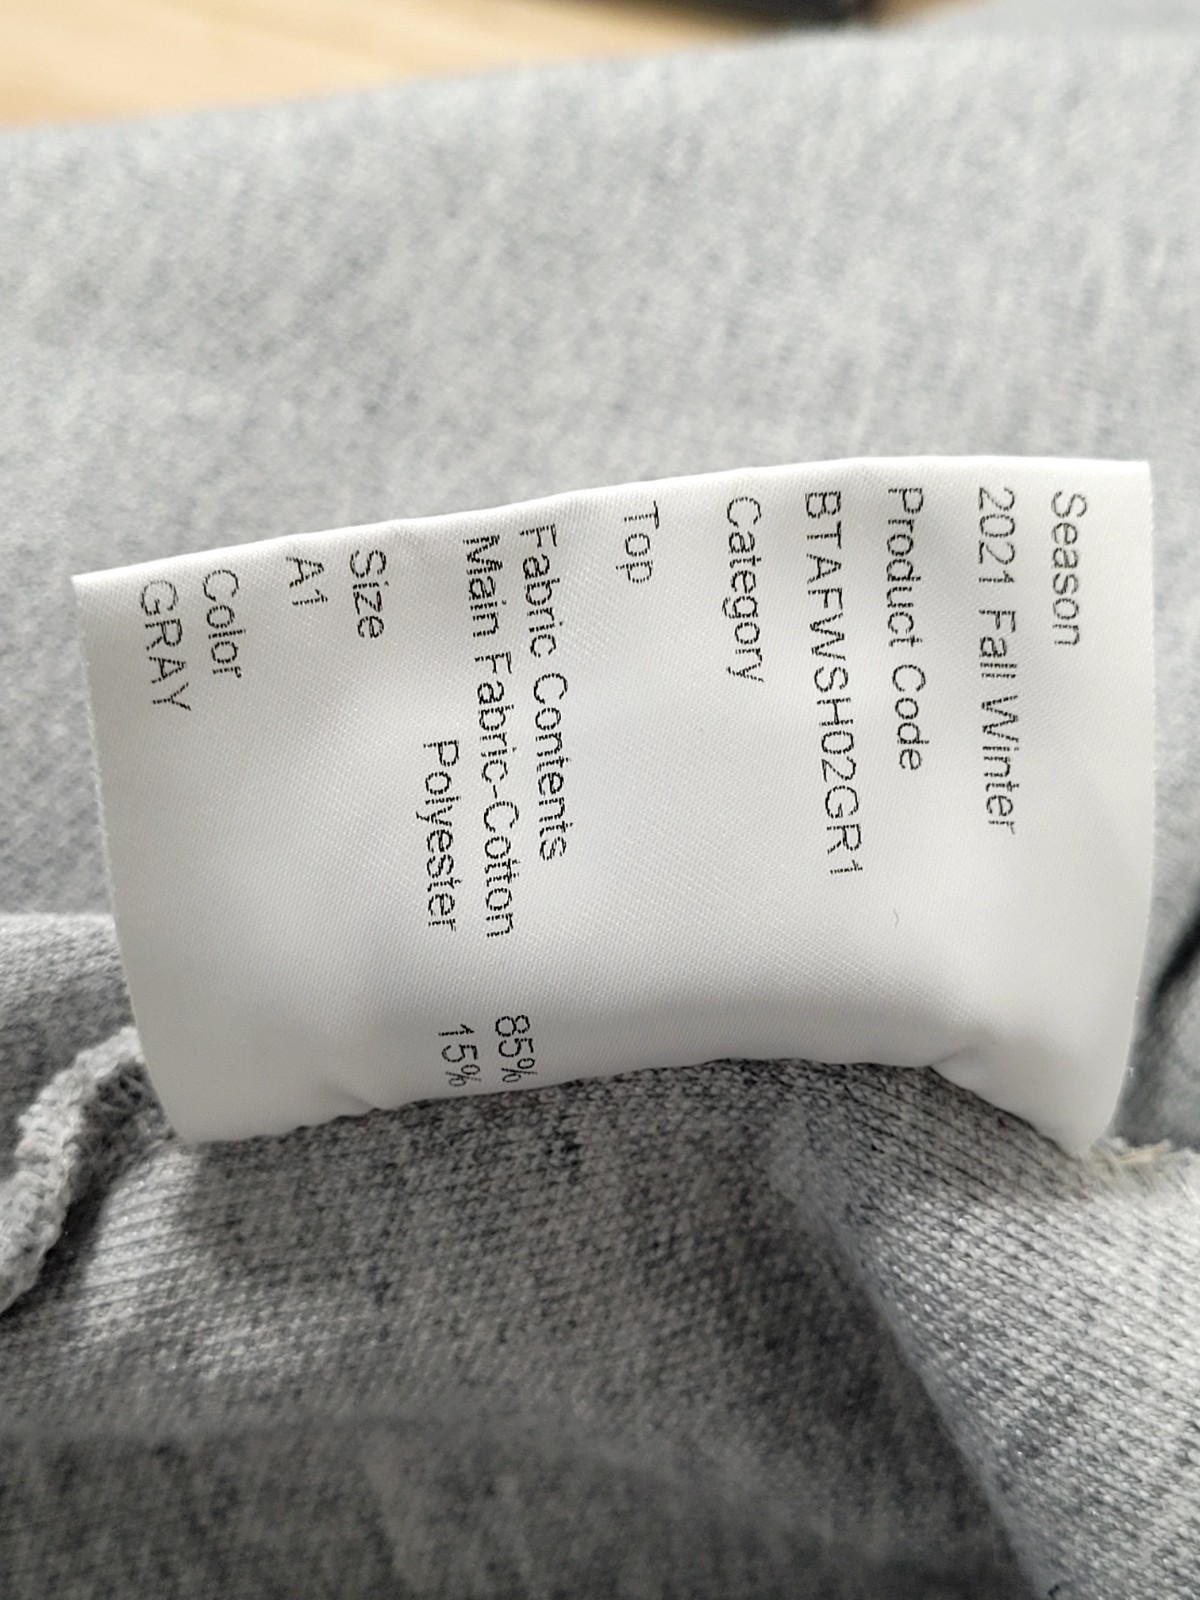 Season
2021 Fall Winter
Product Code
BTAFWSH02GR1
Category
Top
Fabric Contents
Main Fabric-Cotton 85%
Polyester 15%
Size
A1
Color
GRAY